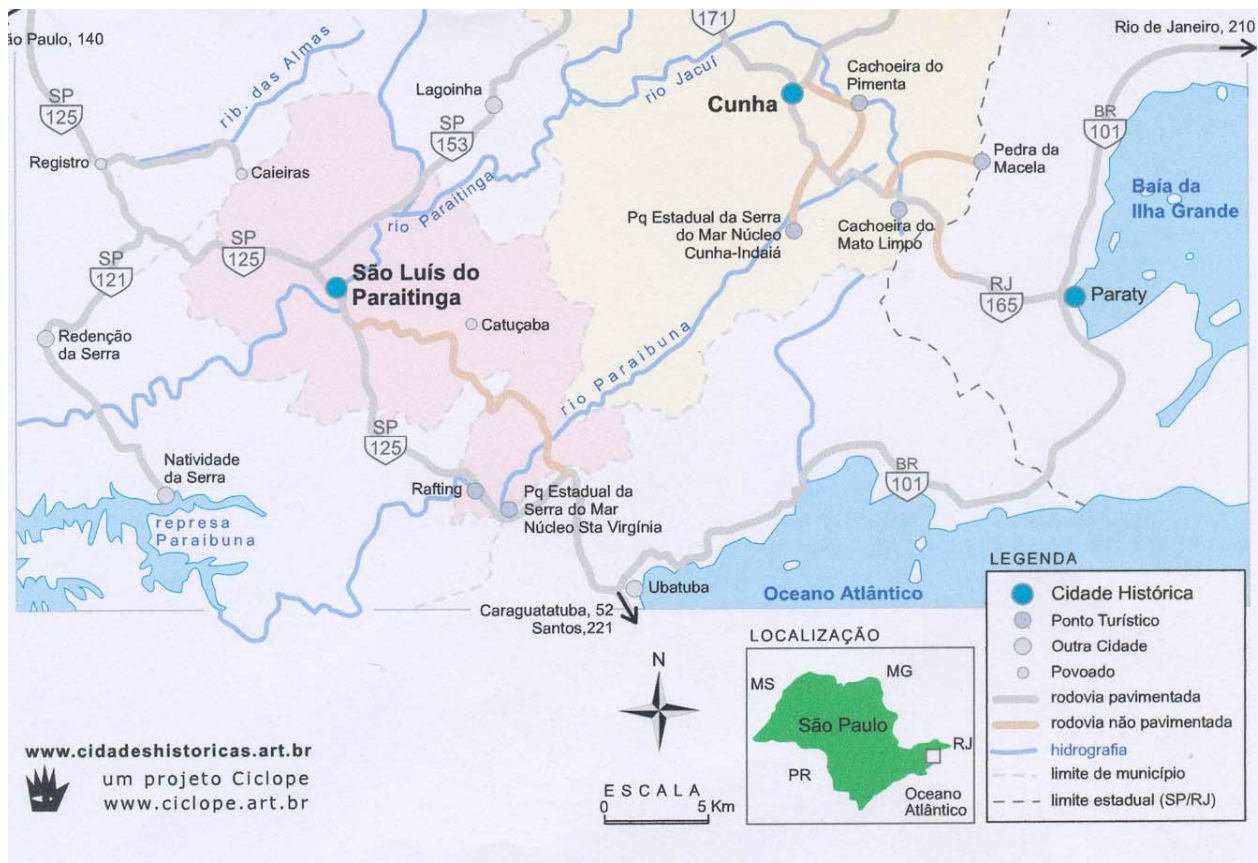 171
ão Paulo, 140
Rio de Janeiro, 210
rib. das Almas
rio Jacuí
Cachoeira do
Pimenta
Lagoinha
Cunha
SP
125
SP
153
BR
101
Registro
Caieiras
Pedra da
Macela
rio Paraitinga
Baía da
Ilha Grande
Pq Estadual da Serra
do Mar Núcleo
Cunha-Indaiá
Cachoeira do
Mato Limpo
SP
125
SP
121
São Luís do
Paraitinga
RJ
165
Paraty
Catuçaba
Redenção
da Serra
rio Paraibuna
SP
125
Natividade
da Serra
Rafting
Pq Estadual da
Serra do Mar
Núcleo Sta Virgínia
BR
101
represa
Paraibuna
Ubatuba
Oceano Atlântico
Caraguatatuba, 52
Santos,221
LEGENDA
Cidade Histórica
Ponto Turístico
Outra Cidade
Povoado
rodovia pavimentada
rodovia não pavimentada
hidrografia
limite de município
limite estadual (SP/RJ)
LOCALIZAÇÃO
MS
MG
São Paulo
RJ
PR
Oceano
Atlântico
N
ESCALA
0 5 Km
www.cidadeshistoricas.art.br
um projeto Ciclope
www.ciclope.art.br